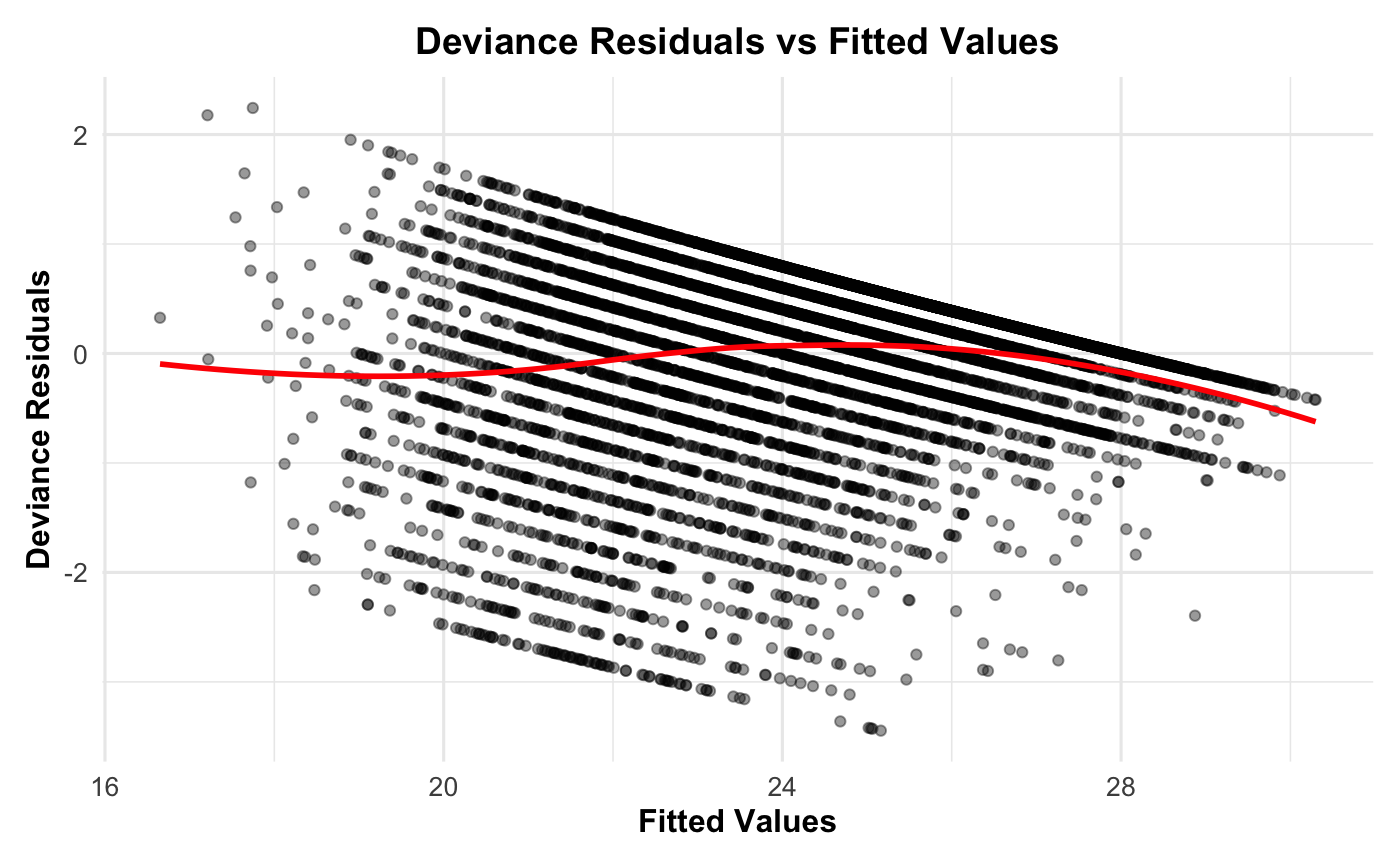 Deviance Residuals vs Fitted Values
Deviance Residuals
2
0
-2
16
20
24
28
Fitted Values